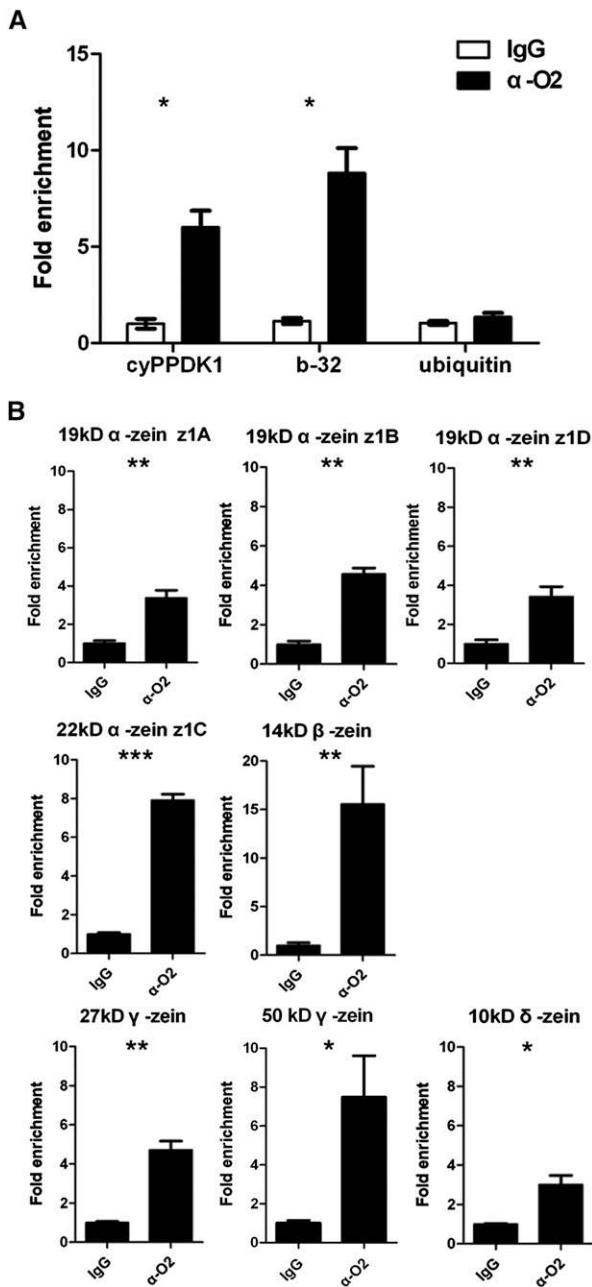 A
IgG
α-O2
*
*
Fold enrichment
15
10
5
0
cyPPDK1 b-32 ubiquitin
B
19kD α-zein z1A
**
Fold enrichment
10
8
6
4
2
0
IgG α-O2
19kD α-zein z1B
**
Fold enrichment
10
8
6
4
2
0
IgG α-O2
19kD α-zein z1D
**
Fold enrichment
10
8
6
4
2
0
IgG α-O2
22kD α-zein z1C
***
Fold enrichment
10
8
6
4
2
0
IgG α-O2
14kD β-zein
**
Fold enrichment
20
15
10
5
0
IgG α-O2
27kD γ-zein
**
Fold enrichment
10
8
6
4
2
0
IgG α-O2
50 kD γ-zein
*
Fold enrichment
10
8
6
4
2
0
IgG α-O2
10kD δ-zein
*
Fold enrichment
10
8
6
4
2
0
IgG α-O2